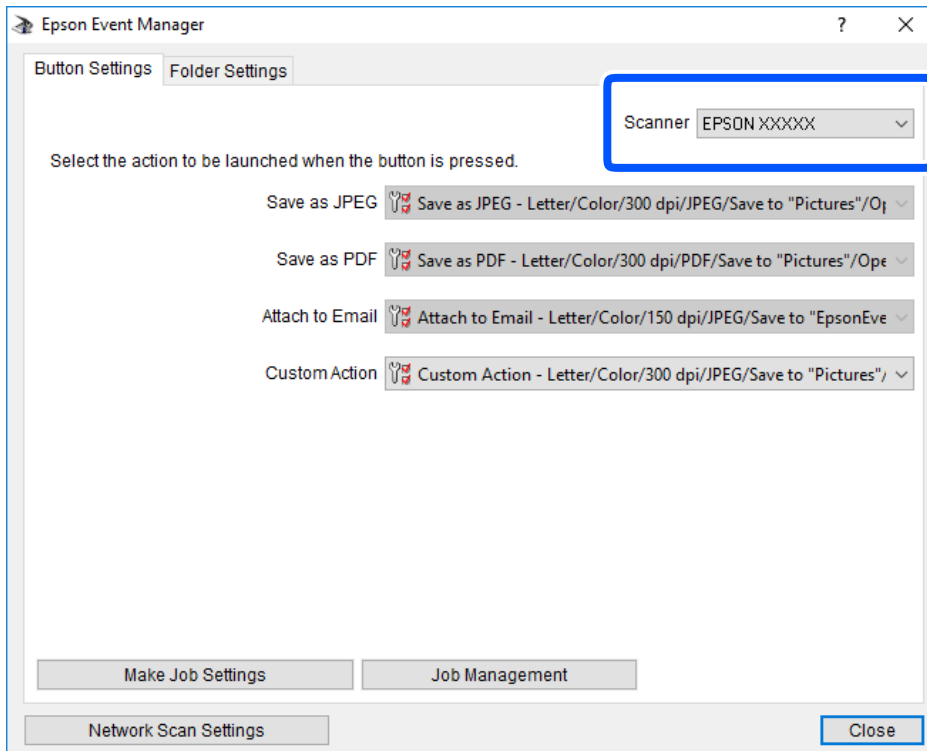 Epson Event Manager
Button Settings Folder Settings
Scanner EPSON XXXXX
Select the action to be launched when the button is pressed.
Save as JPEG Save as JPEG - Letter/Color/300 dpi/JPEG/Save to "Pictures"/Op
Save as PDF Save as PDF - Letter/Color/300 dpi/PDF/Save to "Pictures"/Ope
Attach to Email Attach to Email - Letter/Color/150 dpi/JPEG/Save to "EpsonEve
Custom Action Custom Action - Letter/Color/300 dpi/JPEG/Save to "Pictures"/
Make Job Settings Job Management
Network Scan Settings Close